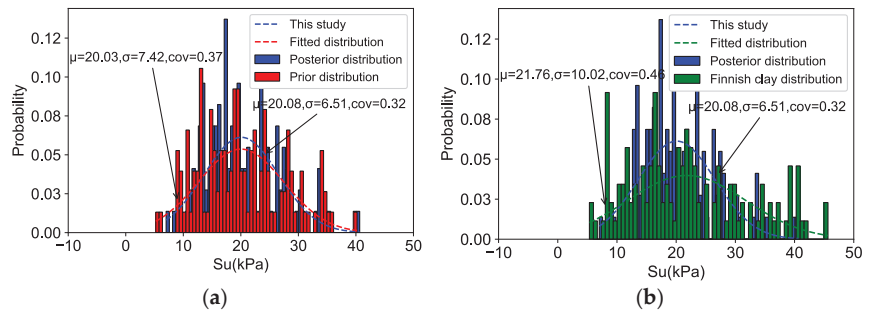 This study
Fitted distribution
Posterior distribution
Prior distribution
μ=20.03,σ=7.42,cov=0.37
μ=20.08,σ=6.51,cov=0.32
Probability
0.12
0.10
0.08
0.05
0.03
0.00
−10
0
10
20
30
40
50
Su(kPa)
(a)
This study
Fitted distribution
Posterior distribution
Finnish clay distribution
μ=21.76,σ=10.02,cov=0.46
μ=20.08,σ=6.51,cov=0.32
Probability
0.12
0.10
0.08
0.05
0.03
0.00
−10
0
10
20
30
40
50
Su(kPa)
(b)